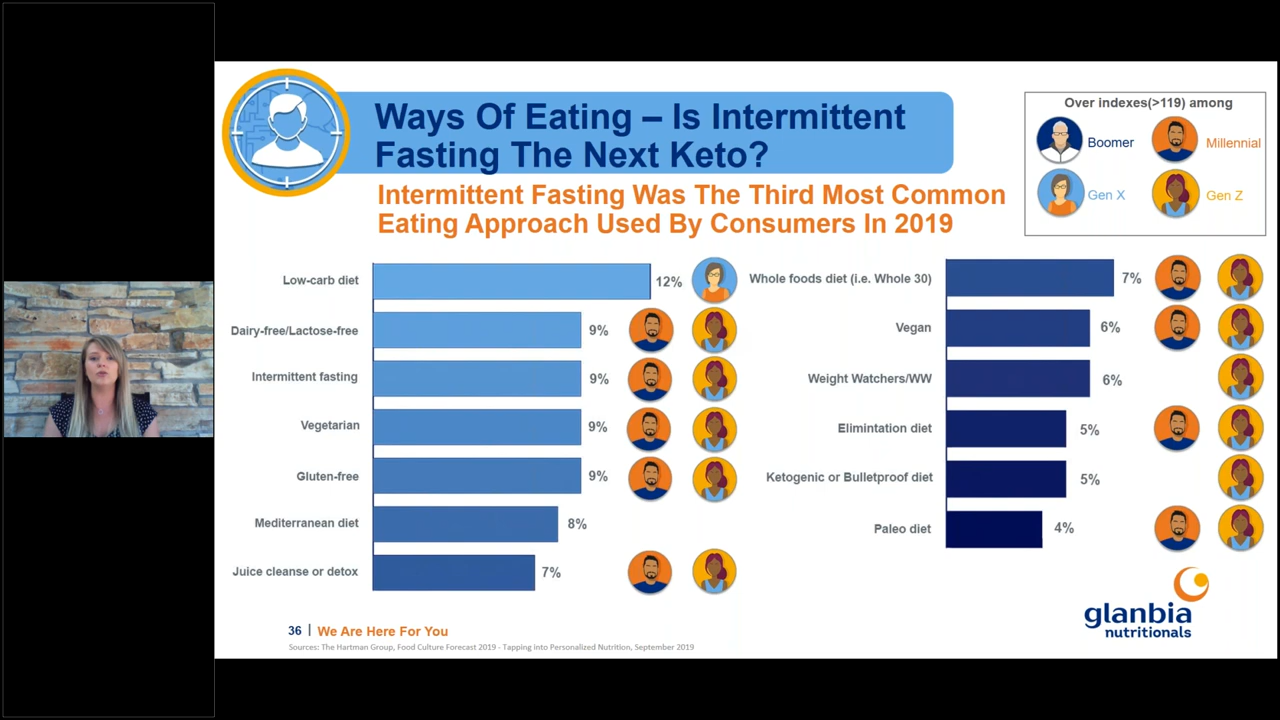 Ways Of Eating – Is Intermittent
Fasting The Next Keto?
Intermittent Fasting Was The Third Most Common
Eating Approach Used By Consumers In 2019
Over indexes(>119) among
Boomer
Millennial
Gen X
Gen Z
Low-carb diet
12%
Dairy-free/Lactose-free
9%
Intermittent fasting
9%
Vegetarian
9%
Gluten-free
9%
Mediterranean diet
8%
Juice cleanse or detox
7%
Whole foods diet (i.e. Whole 30)
7%
Vegan
6%
Weight Watchers/WW
6%
Elimintation diet
5%
Ketogenic or Bulletproof diet
5%
Paleo diet
4%
36 | We Are Here For You
Sources: The Hartman Group, Food Culture Forecast 2019 - Tapping into Personalized Nutrition, September 2019
glanbia
nutritionals